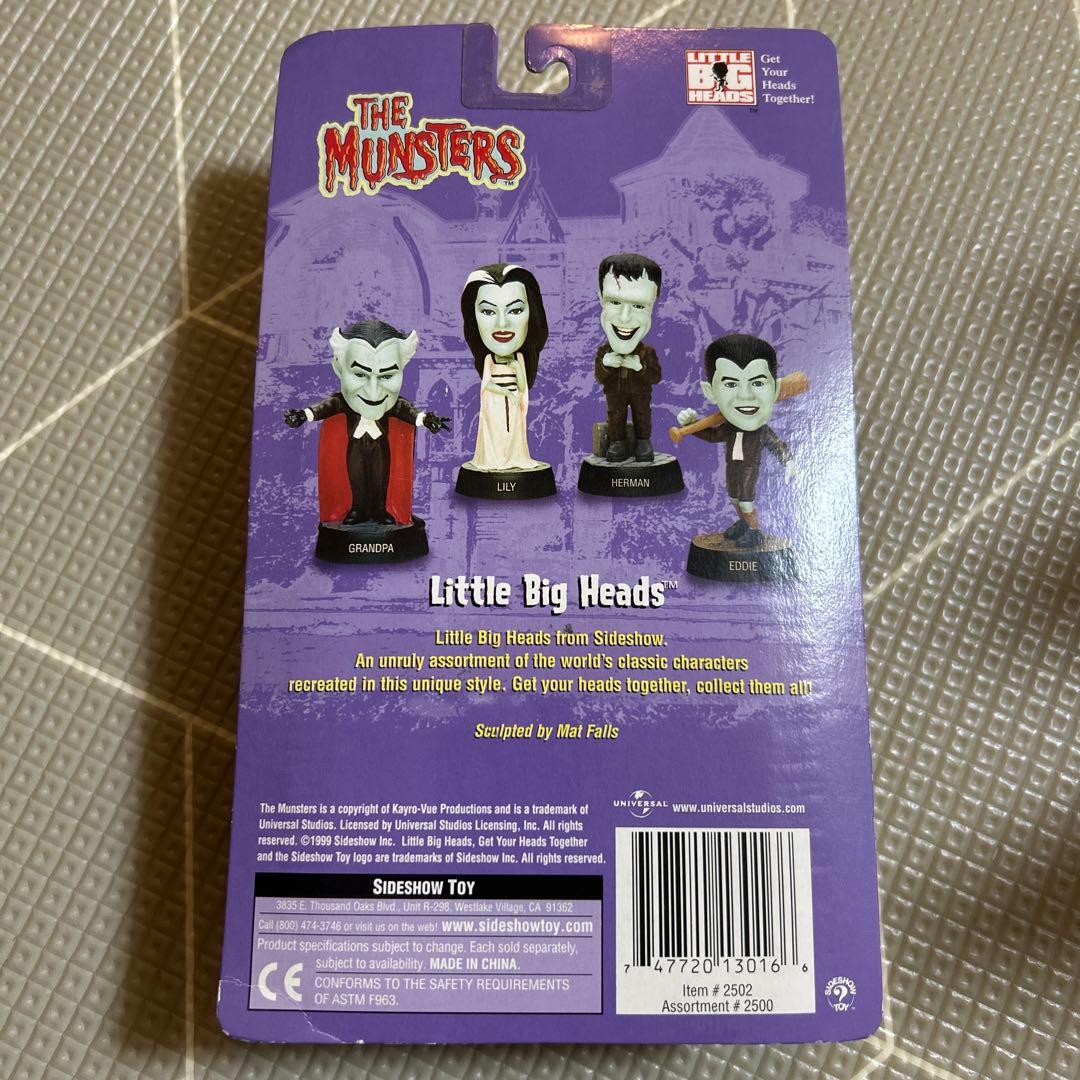 THE
MUNSTERS™
LITTLE
BIG
HEADS™
Get
Your
Heads
Together!
LILY
HERMAN
GRANDPA
EDDIE
Little Big Heads™
Little Big Heads from Sideshow.
An unruly assortment of the world's classic characters
recreated in this unique style. Get your heads together, collect them all!
Sculpted by Mat Falls
The Munsters is a copyright of Kayro-Vue Productions and is a trademark of
Universal Studios. Licensed by Universal Studios Licensing, Inc. All rights
reserved. ©1999 Sideshow Inc. Little Big Heads, Get Your Heads Together
and the Sideshow Toy logo are trademarks of Sideshow Inc. All rights reserved.
UNIVERSAL www.universalstudios.com
SIDESHOW TOY
3835 E. Thousand Oaks Blvd., Unit R-298, Westlake Village, CA 91362
Call (800) 474-3746 or visit us on the web! www.sideshowtoy.com
Product specifications subject to change. Each sold separately,
subject to availability. MADE IN CHINA.
CE CONFORMS TO THE SAFETY REQUIREMENTS
OF ASTM F963.
7 47720 13016 6
Item # 2502
Assortment # 2500
SIDESHOW
?
TOY